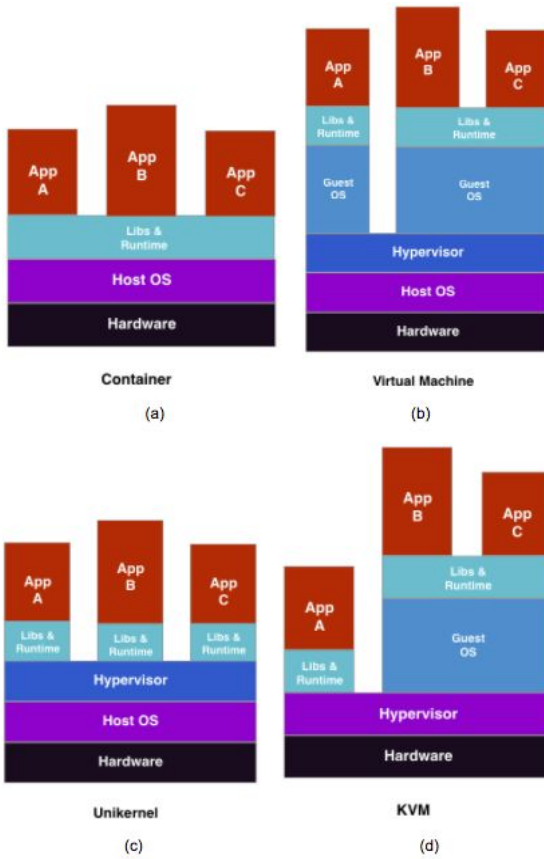 App
A
App
B
App
C
Libs &
Runtime
Host OS
Hardware
Container
(a)
App
A
App
B
App
C
Libs &
Runtime
Libs &
Runtime
Guest
OS
Guest
OS
Hypervisor
Host OS
Hardware
Virtual Machine
(b)
App
A
App
B
App
C
Libs &
Runtime
Libs &
Runtime
Libs &
Runtime
Hypervisor
Host OS
Hardware
Unikernel
(c)
App
B
App
C
App
A
Libs &
Runtime
Libs &
Runtime
Guest
OS
Hypervisor
Hardware
KVM
(d)